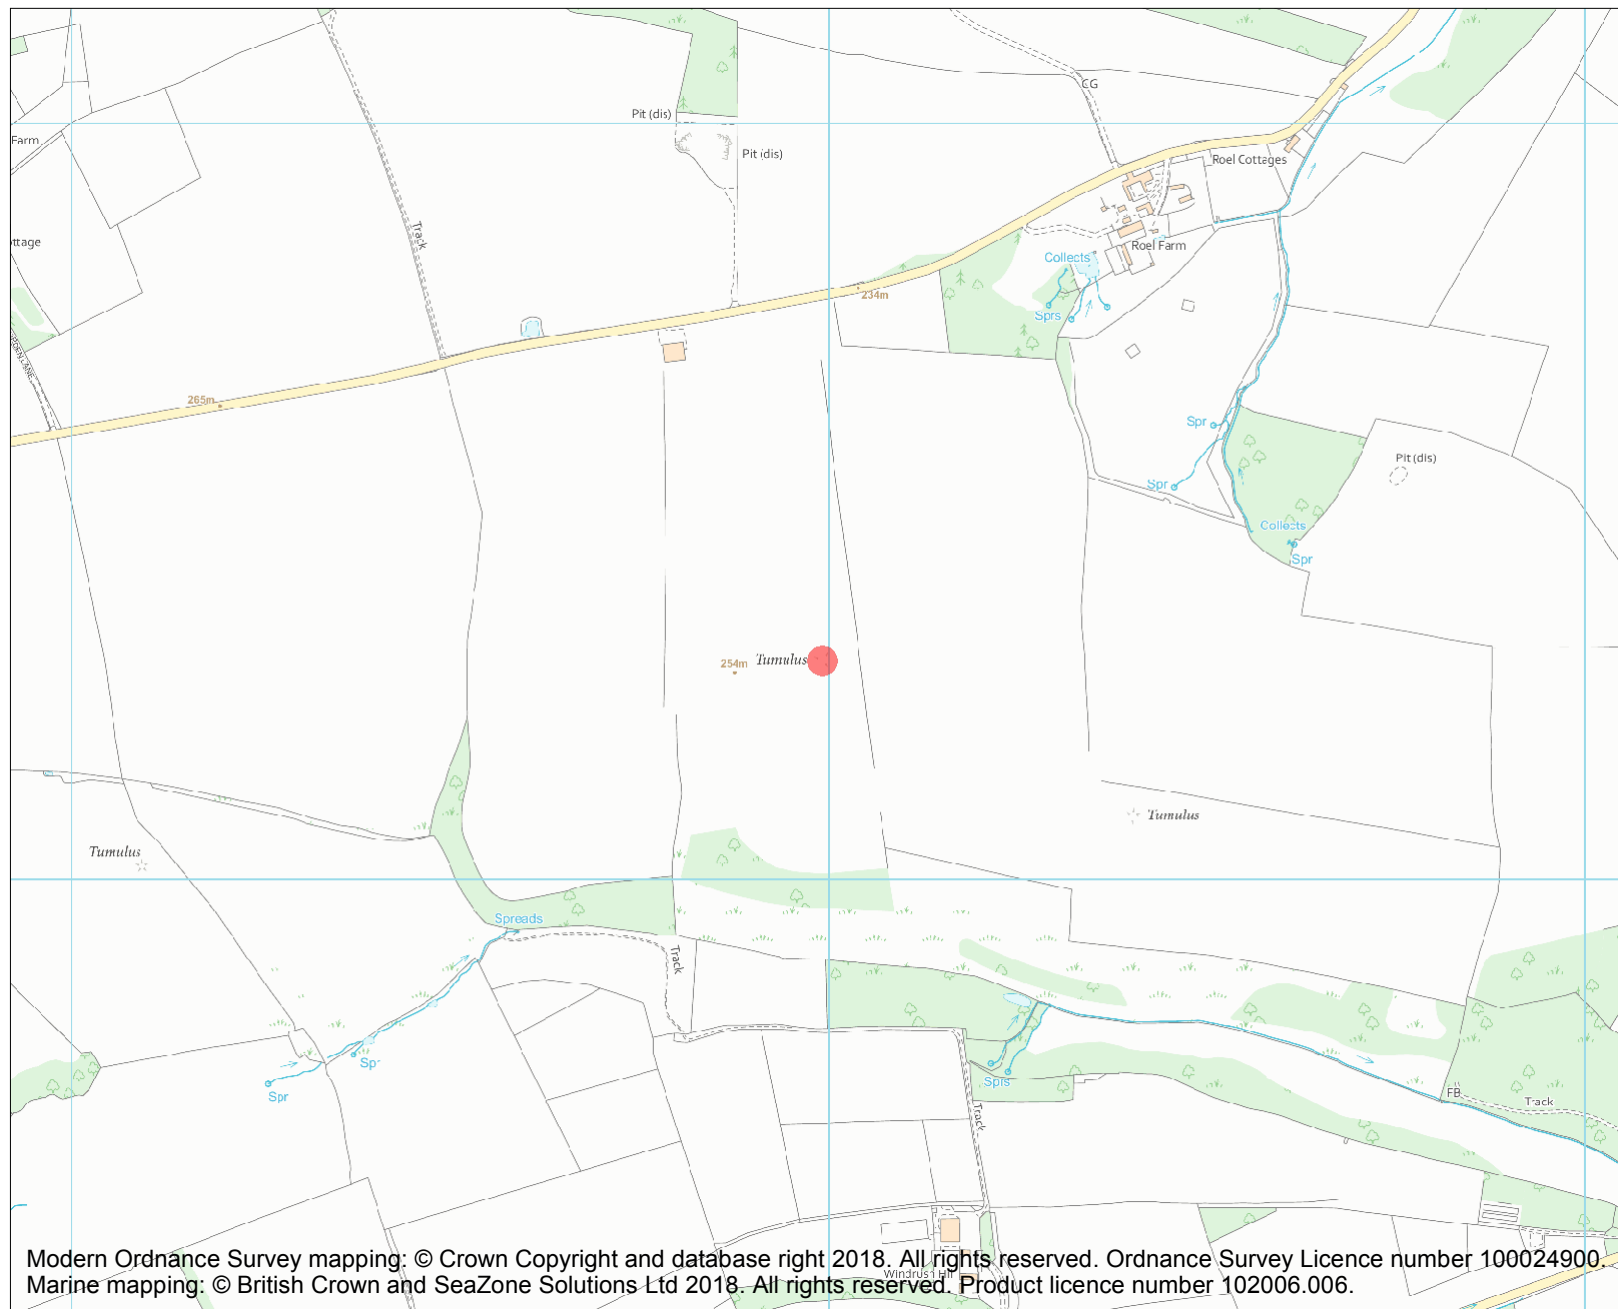 CG
Pit (dis)
Farm
Pit (dis)
Roel Cottages
Track
ttage
Roel Farm
Collects
234m
Sprs
265m
Spr
Pit (dis)
Spr
Collects
Spr
254m
Tumulus
Tumulus
Tumulus
Spreads
Track
Spr
Spr
Sprs
FB
Track
Track
Windrush Hill
Modern Ordnance Survey mapping: © Crown Copyright and database right 2018. All rights reserved. Ordnance Survey Licence number 100024900.
Marine mapping: © British Crown and SeaZone Solutions Ltd 2018. All rights reserved. Product licence number 102006.006.